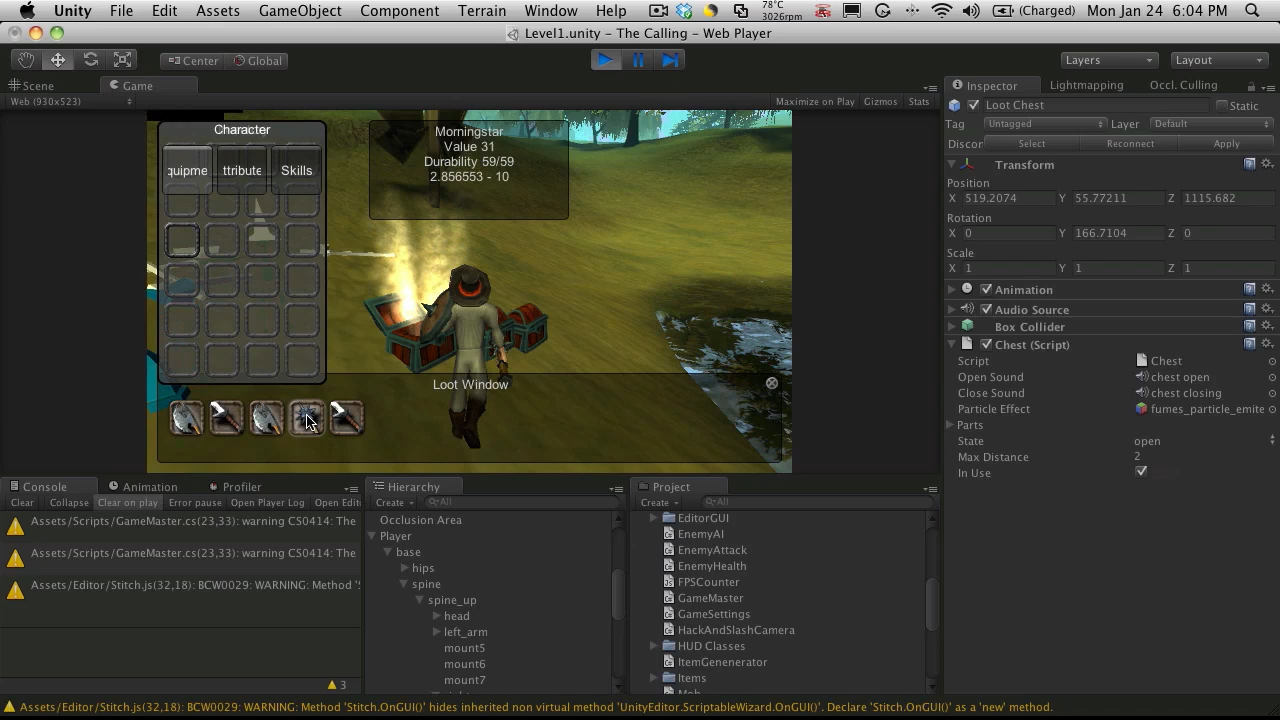 Unity File Edit Assets GameObject Component Terrain Window Help 78°C 3026rpm (Charged) Mon Jan 24 6:04 PM
Level1.unity - The Calling - Web Player
Center Global Layers Layout
Scene Game
Web (930x523) Maximize on Play Gizmos Stats
Character
quipme ttribute Skills
Morningstar
Value 31
Durability 59/59
2.856553 - 10
Loot Window
Inspector Lightmapping Occl. Culling
Loot Chest Static
Tag Untagged Layer Default
Discor Select Reconnect Apply
Transform
Position
X 519.2074 Y 55.77211 Z 1115.682
Rotation
X 0 Y 166.7104 Z 0
Scale
X 1 Y 1 Z 1
Animation
Audio Source
Box Collider
Chest (Script)
Script Chest
Open Sound chest open
Close Sound chest closing
Particle Effect fumes_particle_emite
Parts
State open
Max Distance 2
In Use
Console Animation Profiler
Clear Collapse Clear on play Error pause Open Player Log Open Edit
Assets/Scripts/GameMaster.cs(23,33): warning CS0414: The
Assets/Scripts/GameMaster.cs(23,33): warning CS0414: The
Assets/Editor/Stitch.js(32,18): BCW0029: WARNING: Method 'S
3
Hierarchy
Create All
Occlusion Area
Player
base
hips
spine
spine_up
head
left_arm
mount5
mount6
mount7
Project
Create All
EditorGUI
EnemyAI
EnemyAttack
EnemyHealth
FPSCounter
GameMaster
GameSettings
HackAndSlashCamera
HUD Classes
ItemGenenerator
Items
Mob
Assets/Editor/Stitch.js(32,18): BCW0029: WARNING: Method 'Stitch.OnGUI()' hides inherited non virtual method 'UnityEditor.ScriptableWizard.OnGUI()'. Declare 'Stitch.OnGUI()' as a 'new' method.